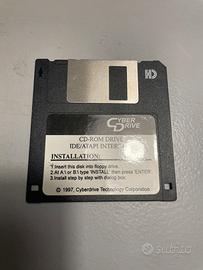 HD
CYBER
DRIVE
CD-ROM DRIVE
IDE/ATAPI
INSTALLATION:
1.Insert this disk into floppy drive.
2.At A:\ or B:\ type 'INSTALL' then press 'ENTER'.
3.Install step by step with dialog box.
© 1997, Cyberdrive Technology Corporation
subito